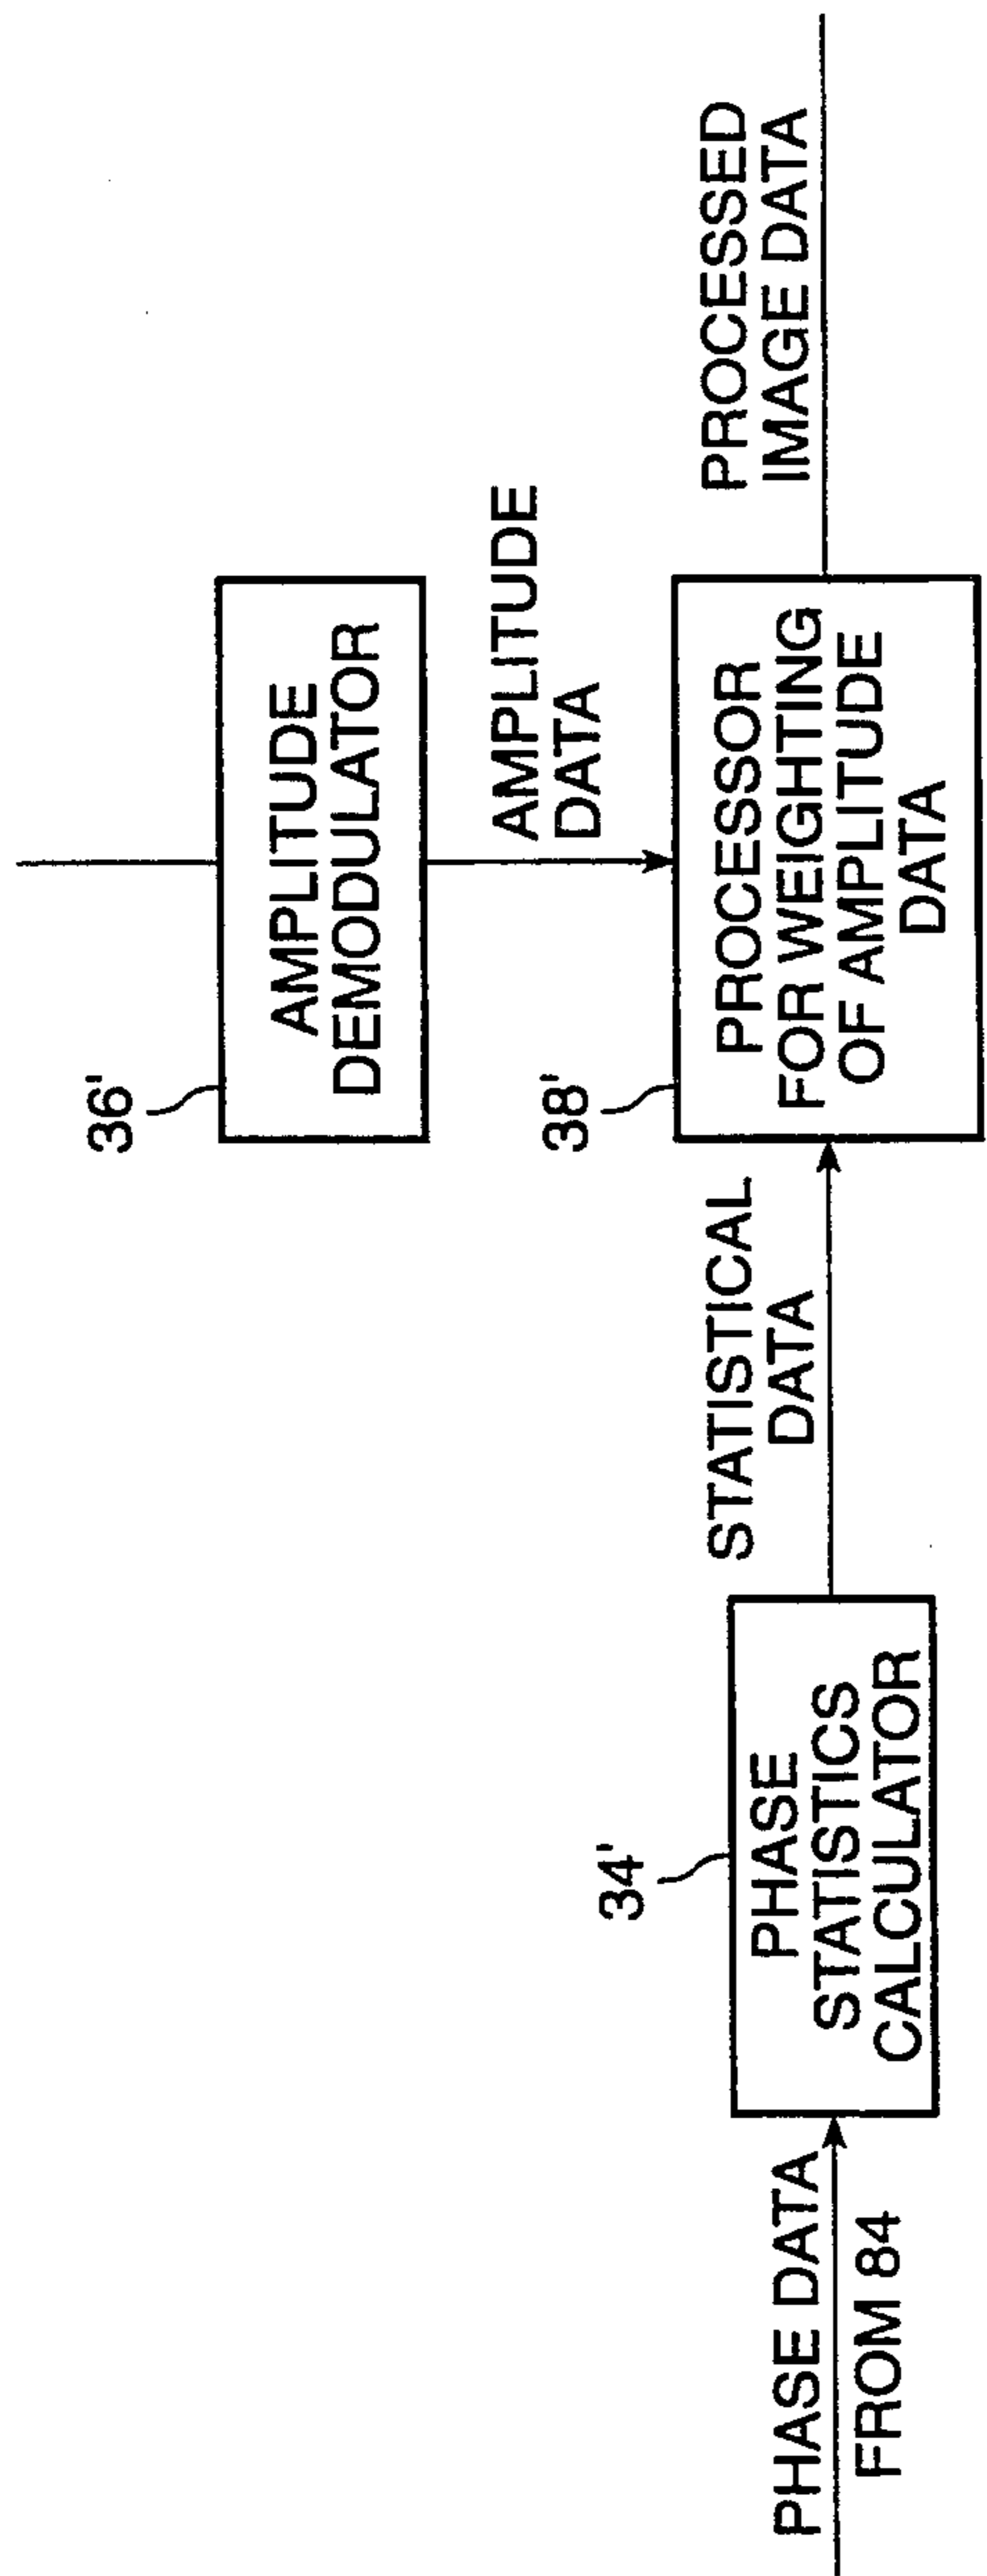 36'
AMPLITUDE
DEMODULATOR
AMPLITUDE
DATA
PHASE DATA
FROM 84
34'
PHASE
STATISTICS
CALCULATOR
STATISTICAL
DATA
38'
PROCESSOR
FOR WEIGHTING
OF AMPLITUDE
DATA
PROCESSED
IMAGE DATA